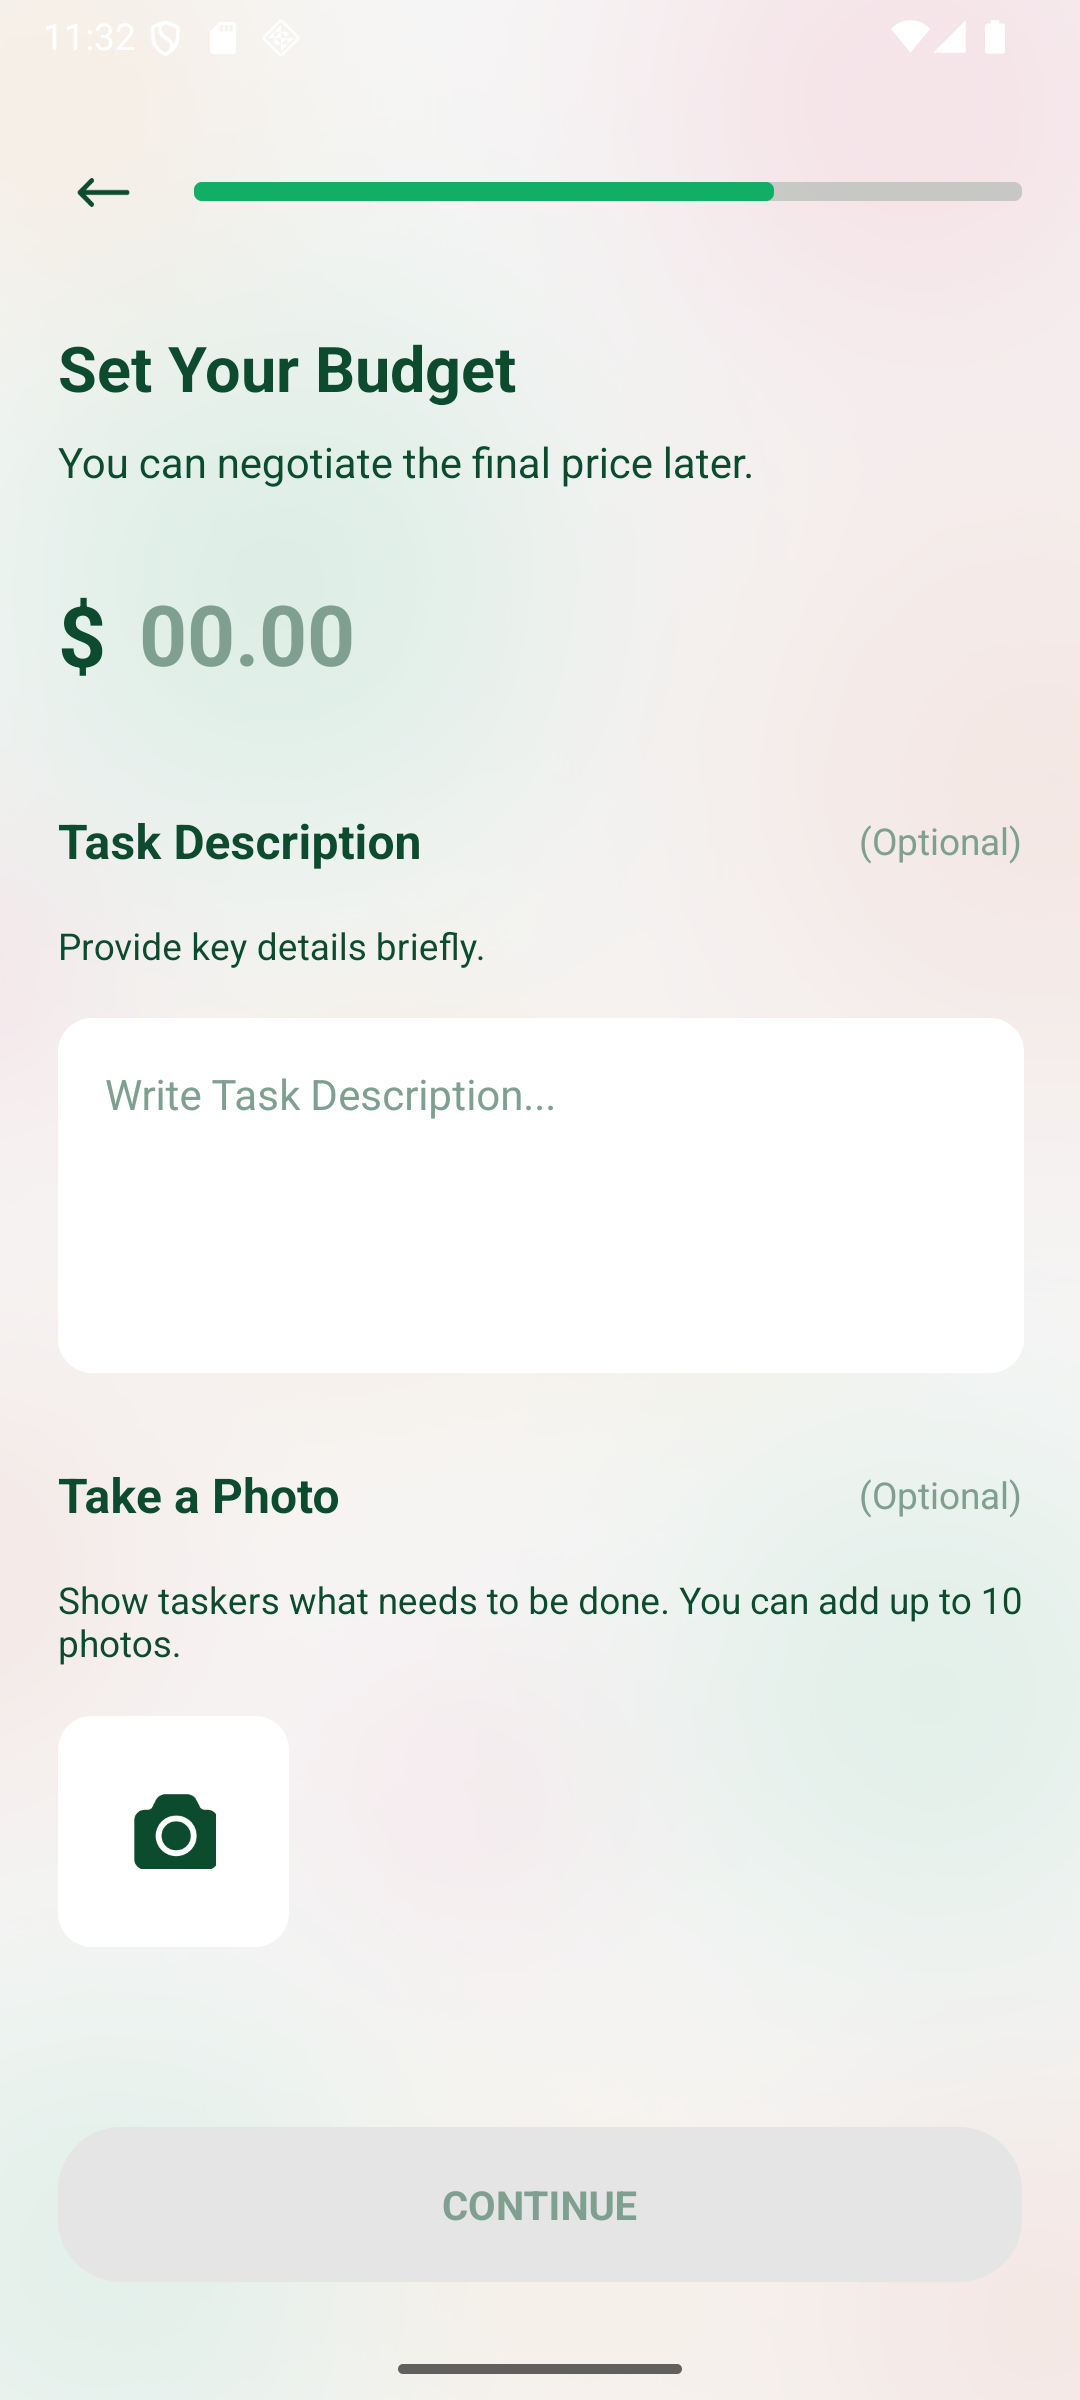 11:32
Set Your Budget
You can negotiate the final price later.
$ 00.00
Task Description (Optional)
Provide key details briefly.
Write Task Description...
Take a Photo (Optional)
Show taskers what needs to be done. You can add up to 10
photos.
CONTINUE